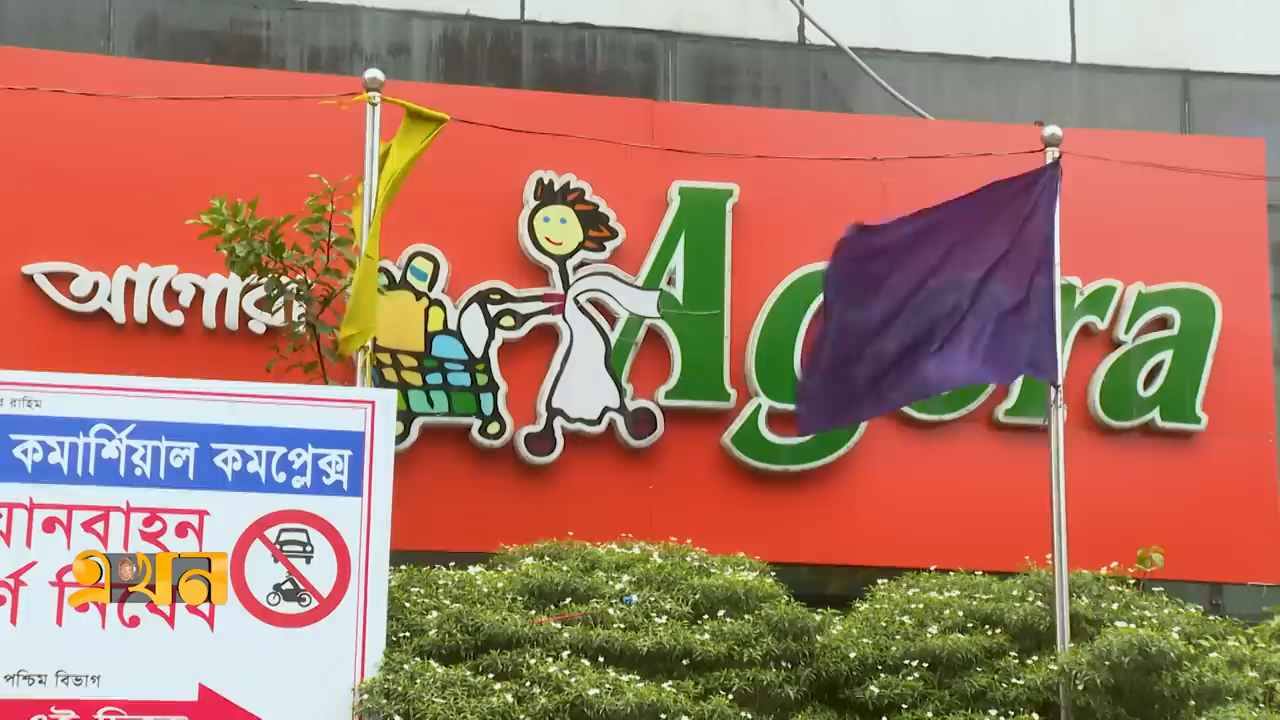 আগোরা Agora
র রাহিম
কমার্শিয়াল কমপ্লেক্স
যানবাহন
র্ণ নিষেধ
এখন
পশ্চিম বিভাগ